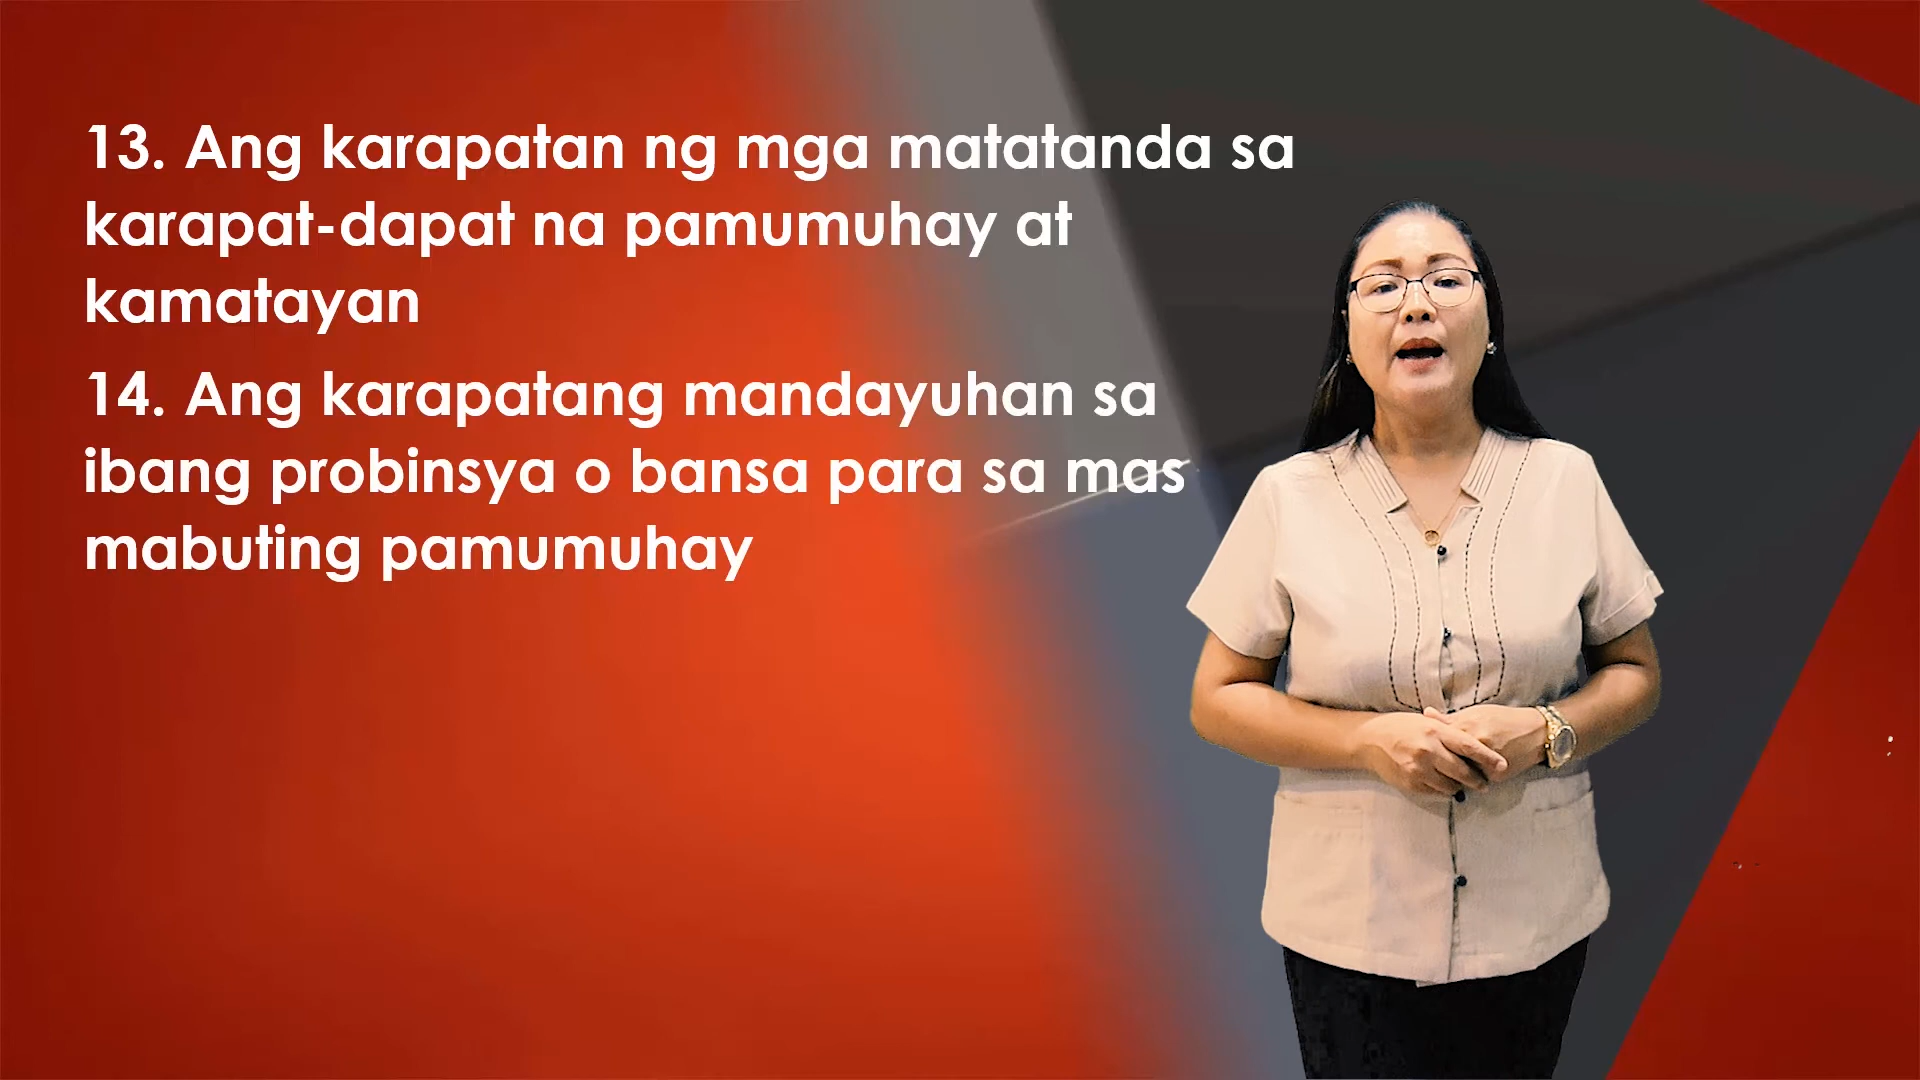 13. Ang karapatan ng mga matatanda sa
karapat-dapat na pamumuhay at
kamatayan
14. Ang karapatang mandayuhan sa
ibang probinsya o bansa para sa mas
mabuting pamumuhay